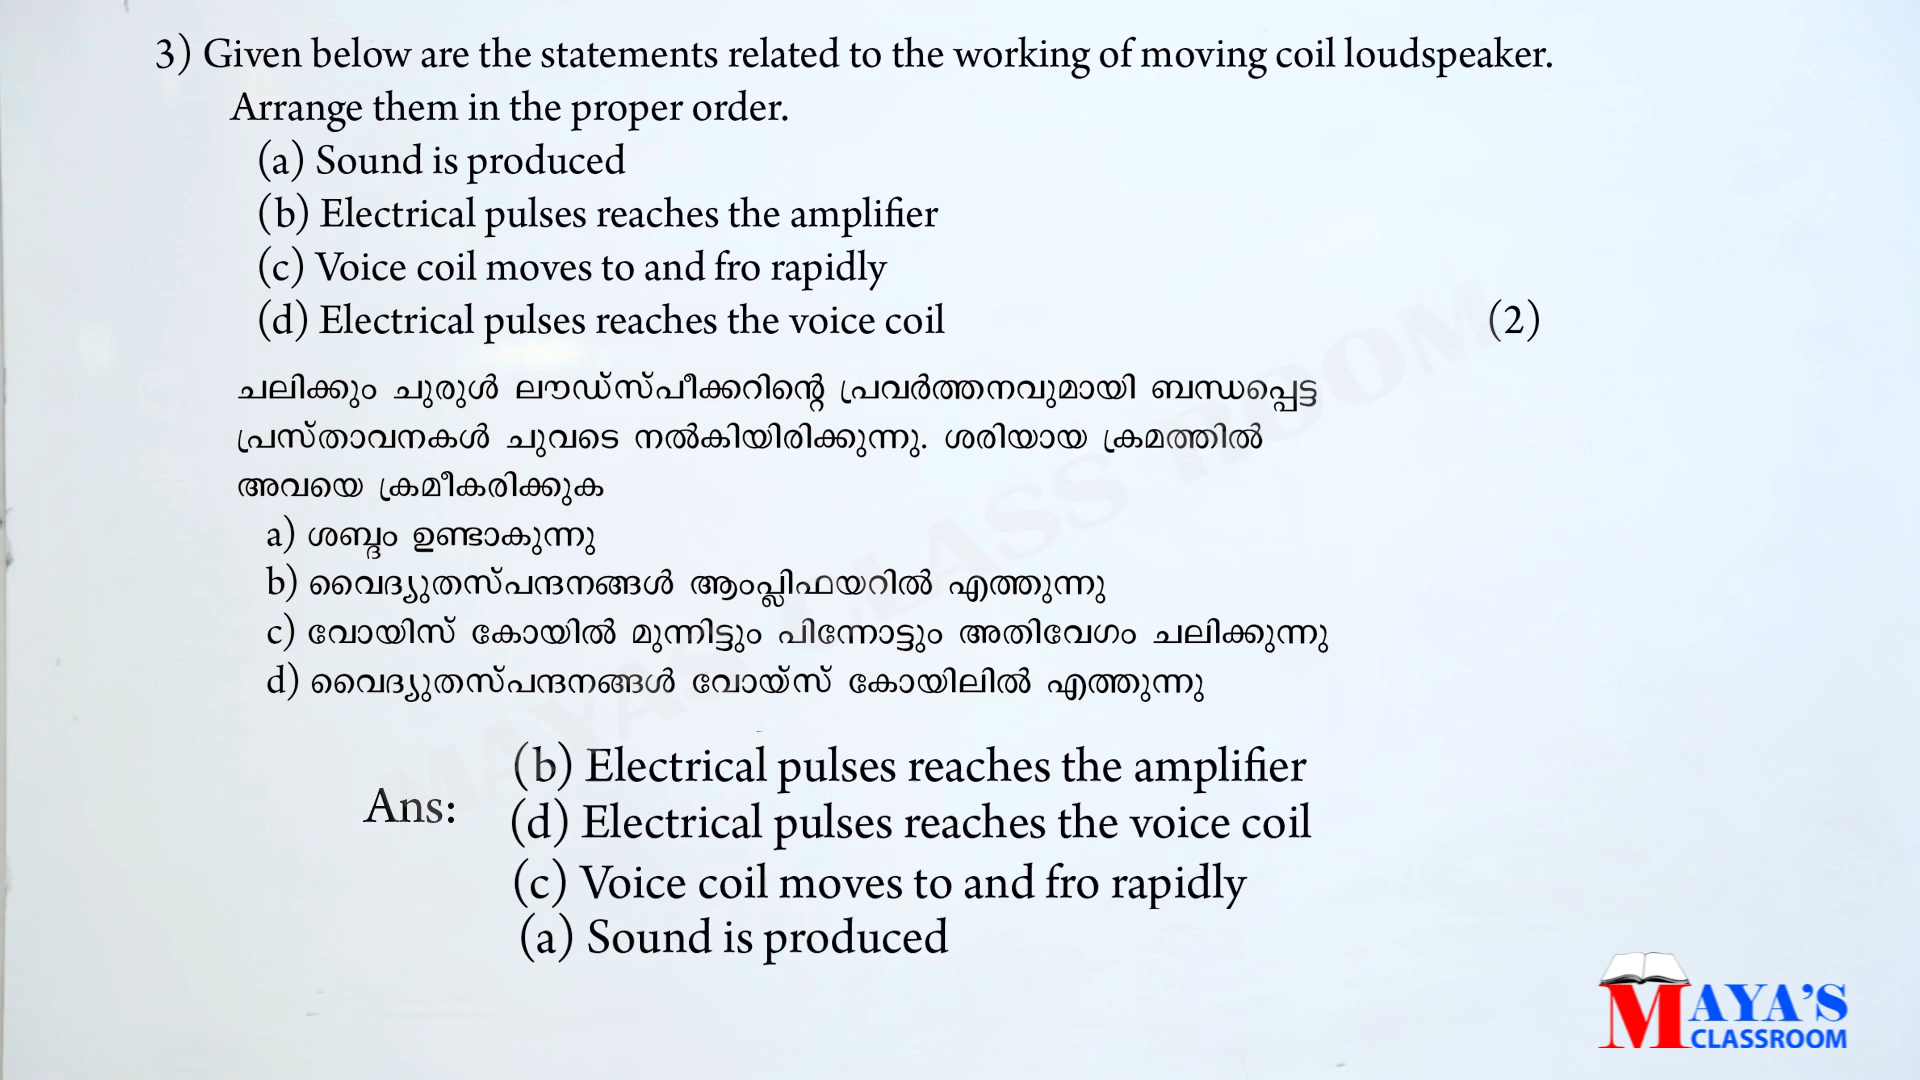 3) Given below are the statements related to the working of moving coil loudspeaker.
Arrange them in the proper order.
(a) Sound is produced
(b) Electrical pulses reaches the amplifier
(c) Voice coil moves to and fro rapidly
(d) Electrical pulses reaches the voice coil (2)
ചലിക്കും ചുരുൾ ലൗഡ്സ്പീക്കറിന്റെ പ്രവർത്തനവുമായി ബന്ധപ്പെട്ട
പ്രസ്താവനകൾ ചുവടെ നൽകിയിരിക്കുന്നു. ശരിയായ ക്രമത്തിൽ
അവയെ ക്രമീകരിക്കുക
a) ശബ്ദം ഉണ്ടാകുന്നു
b) വൈദ്യുതസ്പന്ദനങ്ങൾ ആംപ്ലിഫയറിൽ എത്തുന്നു
c) വോയിസ് കോയിൽ മുന്നിട്ടും പിന്നോട്ടും അതിവേഗം ചലിക്കുന്നു
d) വൈദ്യുതസ്പന്ദനങ്ങൾ വോയ്സ് കോയിലിൽ എത്തുന്നു
MAYAS CLASS ROOM
Ans:
(b) Electrical pulses reaches the amplifier
(d) Electrical pulses reaches the voice coil
(c) Voice coil moves to and fro rapidly
(a) Sound is produced
MAYA'S
CLASSROOM